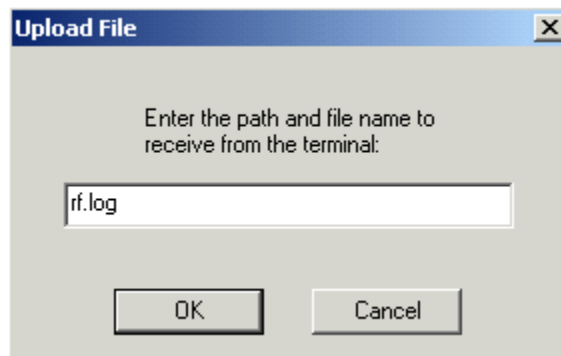 Upload File
Enter the path and file name to
receive from the terminal:
rf.log
OK
Cancel